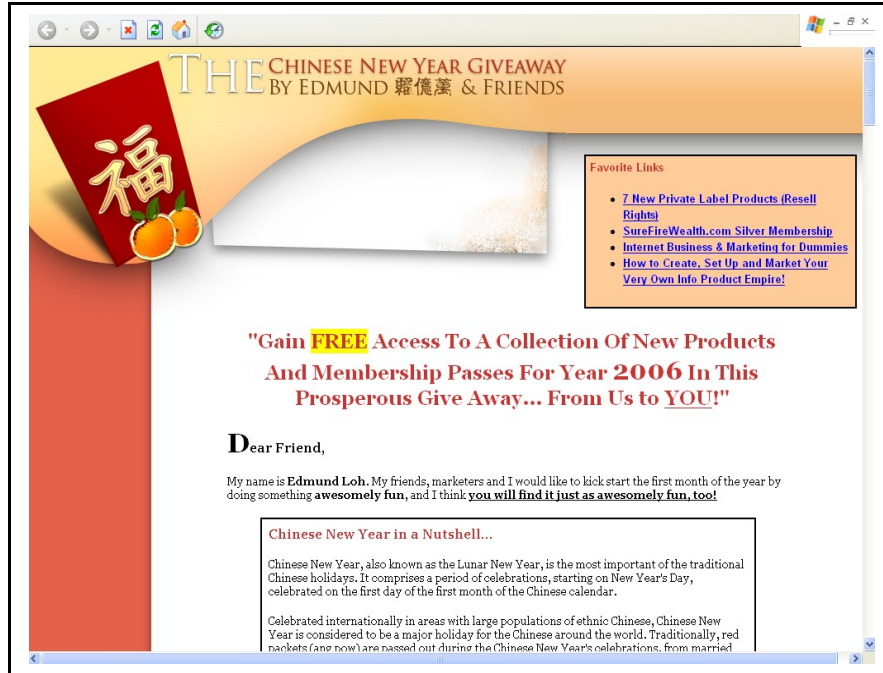 福
THE CHINESE NEW YEAR GIVEAWAY
BY EDMUND 羅億萬 & FRIENDS
Favorite Links
7 New Private Label Products (Resell
Rights)
SureFireWealth.com Silver Membership
Internet Business & Marketing for Dummies
How to Create, Set Up and Market Your
Very Own Info Product Empire!
"Gain FREE Access To A Collection Of New Products
And Membership Passes For Year 2006 In This
Prosperous Give Away... From Us to YOU!"
Dear Friend,
My name is Edmund Loh. My friends, marketers and I would like to kick start the first month of the year by
doing something awesomely fun, and I think you will find it just as awesomely fun, too!
Chinese New Year in a Nutshell...
Chinese New Year, also known as the Lunar New Year, is the most important of the traditional
Chinese holidays. It comprises a period of celebrations, starting on New Year's Day,
celebrated on the first day of the first month of the Chinese calendar.
Celebrated internationally in areas with large populations of ethnic Chinese, Chinese New
Year is considered to be a major holiday for the Chinese around the world. Traditionally, red
packets (ang pow) are passed out during the Chinese New Year's celebrations, from married